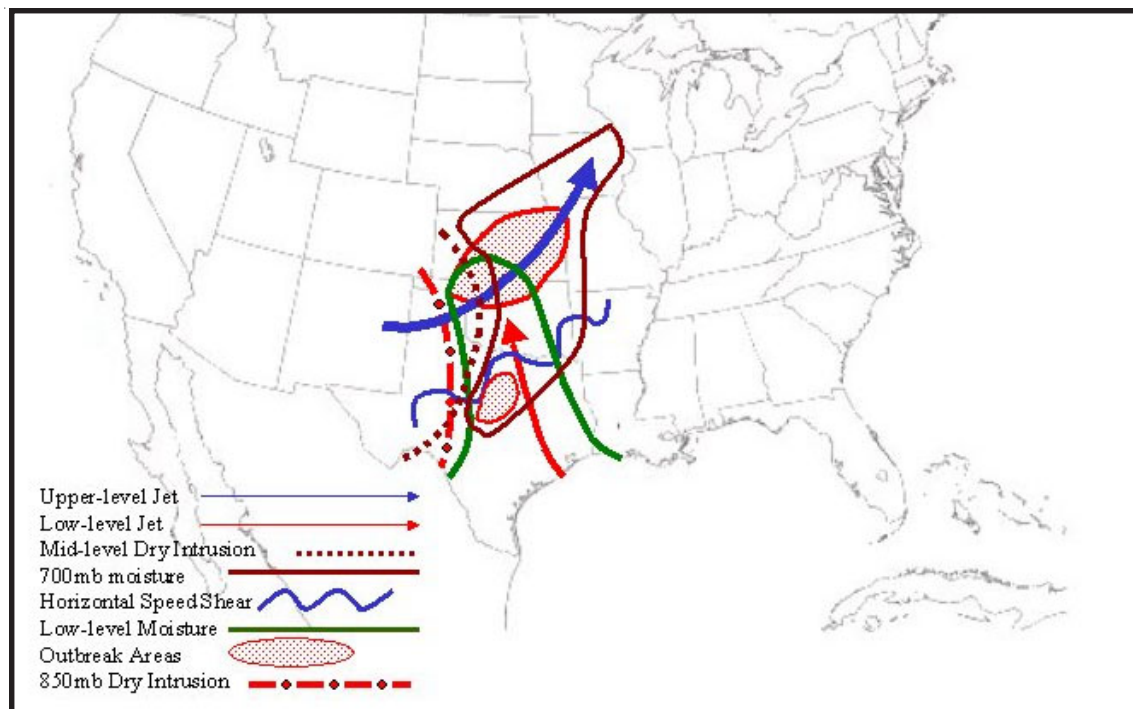 Upper-level Jet
Low-level Jet
Mid-level Dry Intrusion
700mb moisture
Horizontal Speed Shear
Low-level Moisture
Outbreak Areas
850mb Dry Intrusion